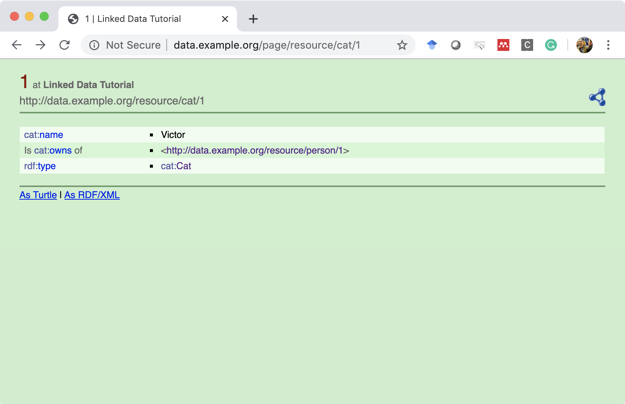 1 | Linked Data Tutorial
Not Secure | data.example.org/page/resource/cat/1
C
1 at Linked Data Tutorial
http://data.example.org/resource/cat/1
cat:name ▪ Victor
Is cat:owns of ▪ <http://data.example.org/resource/person/1>
rdf:type ▪ cat:Cat
As Turtle | As RDF/XML